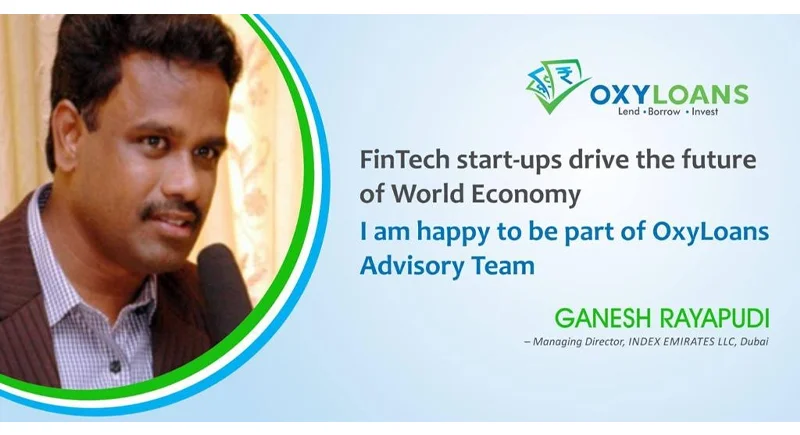 OXYLOANS
Lend • Borrow • Invest
FinTech start-ups drive the future
of World Economy
I am happy to be part of OxyLoans
Advisory Team
GANESH RAYAPUDI
– Managing Director, INDEX EMIRATES LLC, Dubai